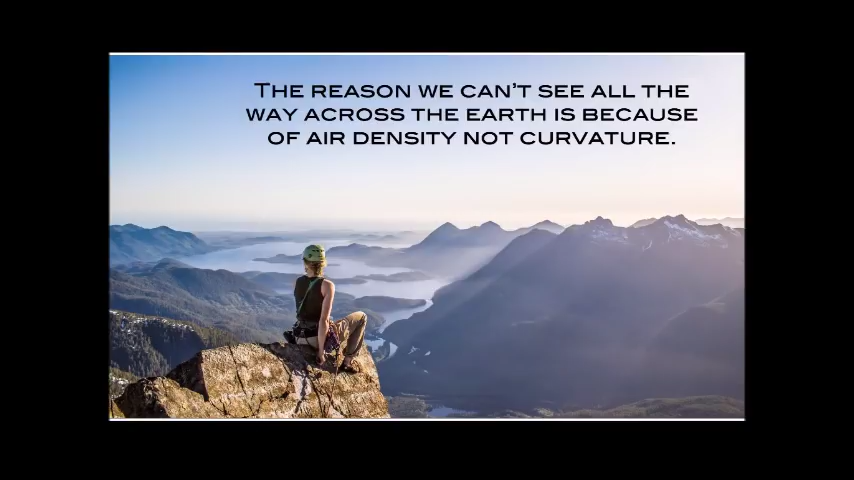 THE REASON WE CAN'T SEE ALL THE
WAY ACROSS THE EARTH IS BECAUSE
OF AIR DENSITY NOT CURVATURE.